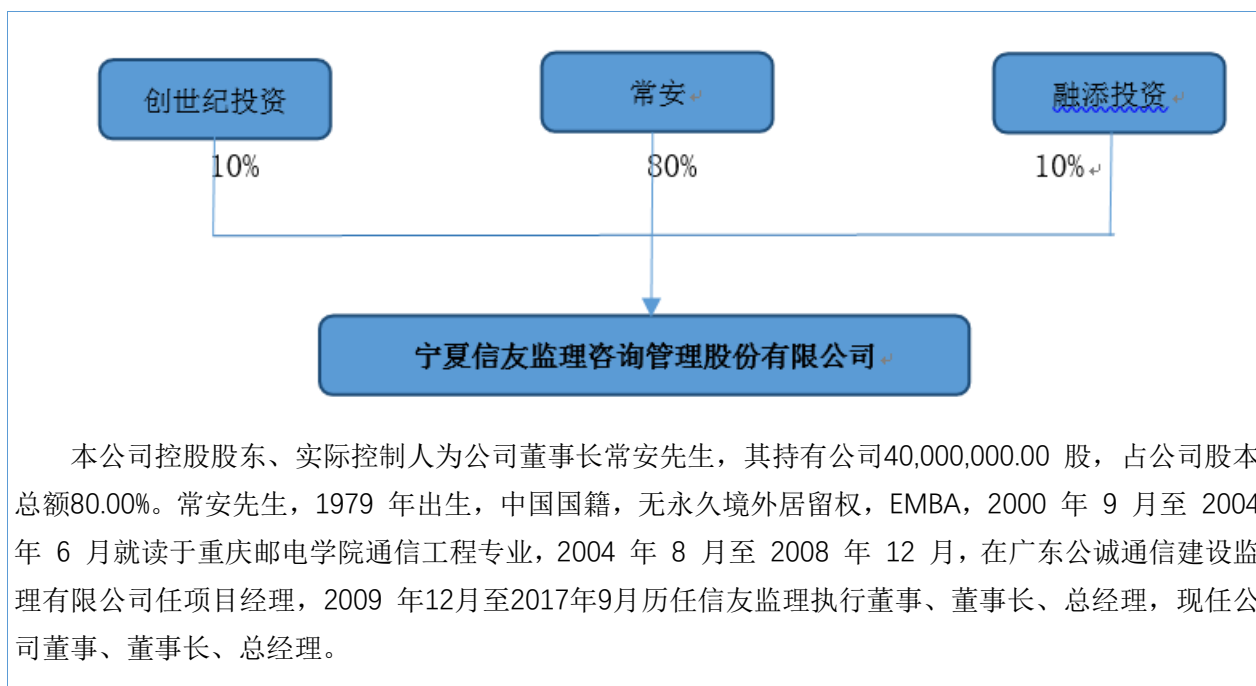 创世纪投资
常安
融添投资
10%
80%
10%
宁夏信友监理咨询管理股份有限公司
本公司控股股东、实际控制人为公司董事长常安先生，其持有公司40,000,000.00 股，占公司股本
总额80.00%。常安先生，1979 年出生，中国国籍，无永久境外居留权，EMBA，2000 年 9 月至 2004
年 6 月就读于重庆邮电学院通信工程专业，2004 年 8 月至 2008 年 12 月，在广东公诚通信建设监
理有限公司任项目经理，2009 年12月至2017年9月历任信友监理执行董事、董事长、总经理，现任公
司董事、董事长、总经理。